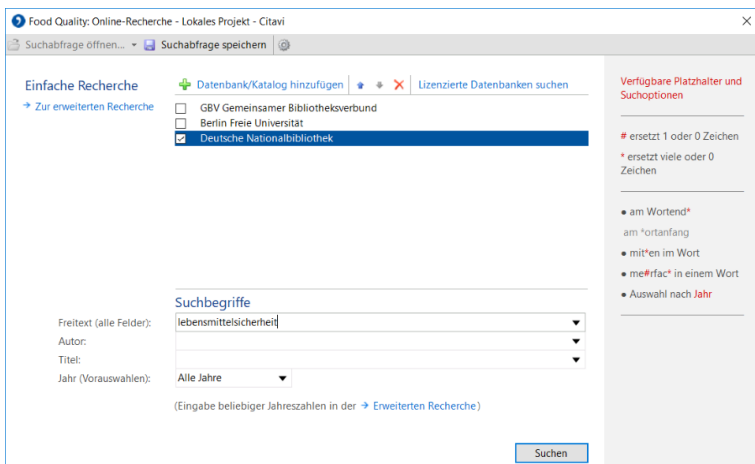 Food Quality: Online-Recherche - Lokales Projekt - Citavi
Suchabfrage öffnen... Suchabfrage speichern
Einfache Recherche
→ Zur erweiterten Recherche
Datenbank/Katalog hinzufügen Lizenzierte Datenbanken suchen
GBV Gemeinsamer Bibliotheksverbund
Berlin Freie Universität
Deutsche Nationalbibliothek
Suchbegriffe
Freitext (alle Felder): lebensmittelsicherheit
Autor:
Titel:
Jahr (Vorauswahlen): Alle Jahre
(Eingabe beliebiger Jahreszahlen in der → Erweiterten Recherche)
Suchen
Verfügbare Platzhalter und
Suchoptionen
# ersetzt 1 oder 0 Zeichen
* ersetzt viele oder 0
Zeichen
• am Wortend*
am *ortanfang
• mit*en im Wort
• me#rfac* in einem Wort
• Auswahl nach Jahr